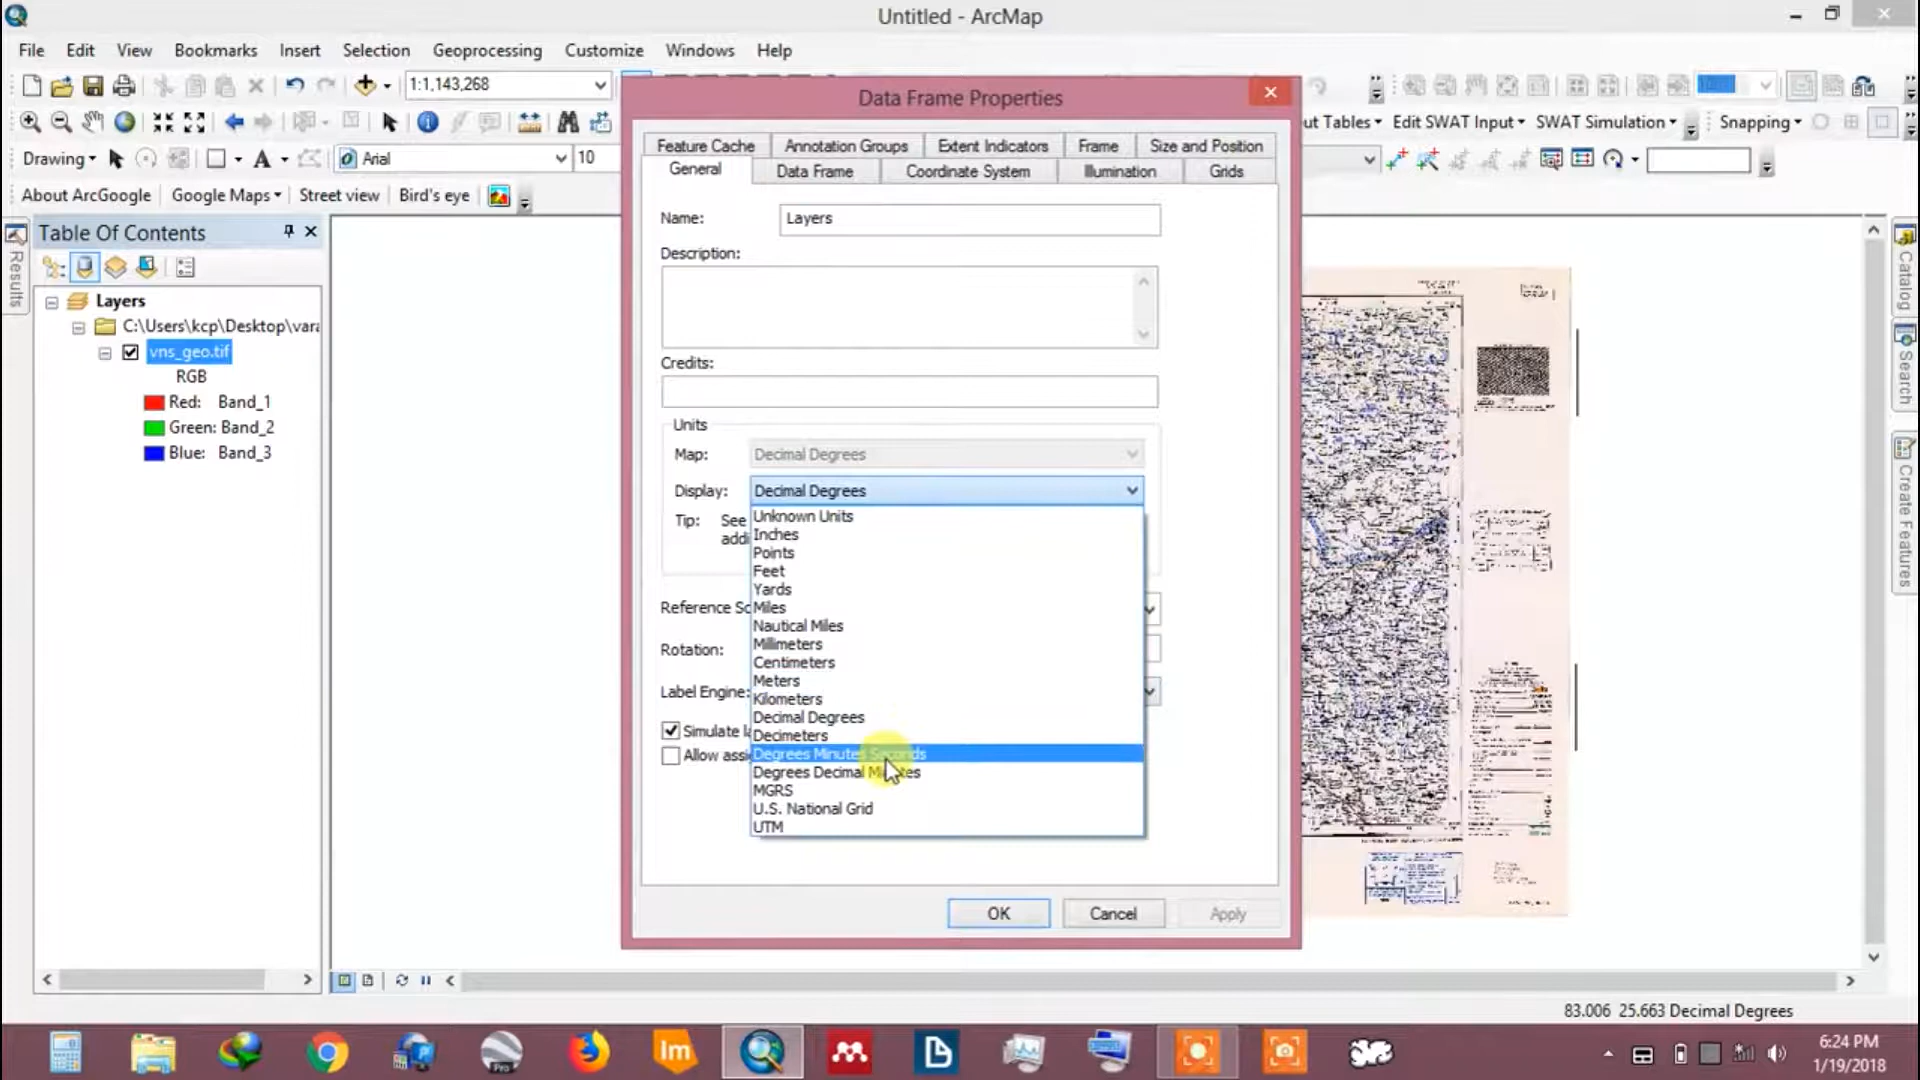 Untitled - ArcMap
File Edit View Bookmarks Insert Selection Geoprocessing Customize Windows Help
1:1,143,268
Data Frame Properties
Edit SWAT Input SWAT Simulation Snapping
Drawing Arial 10
About ArcGoogle Google Maps Street view Bird's eye
Table Of Contents
Results
Layers
C:\Users\kcp\Desktop\vara
vns_geo.tif
RGB
Red: Band_1
Green: Band_2
Blue: Band_3
Feature Cache Annotation Groups Extent Indicators Frame Size and Position
General Data Frame Coordinate System Illumination Grids
Name: Layers
Description:
Credits:
Units
Map: Decimal Degrees
Display: Decimal Degrees
Tip: See
Unknown Units
Inches
Points
Feet
Yards
Reference Sc
Miles
Nautical Miles
Rotation:
Millimeters
Centimeters
Meters
Label Engine:
Kilometers
Decimal Degrees
Simulate
Decimeters
Allow
Degrees Minutes Seconds
Degrees Decimal Minutes
MGRS
U.S. National Grid
UTM
OK Cancel Apply
Catalog
Search
Create Features
83.006 25.663 Decimal Degrees
Pro
Im
6:24 PM
1/19/2018